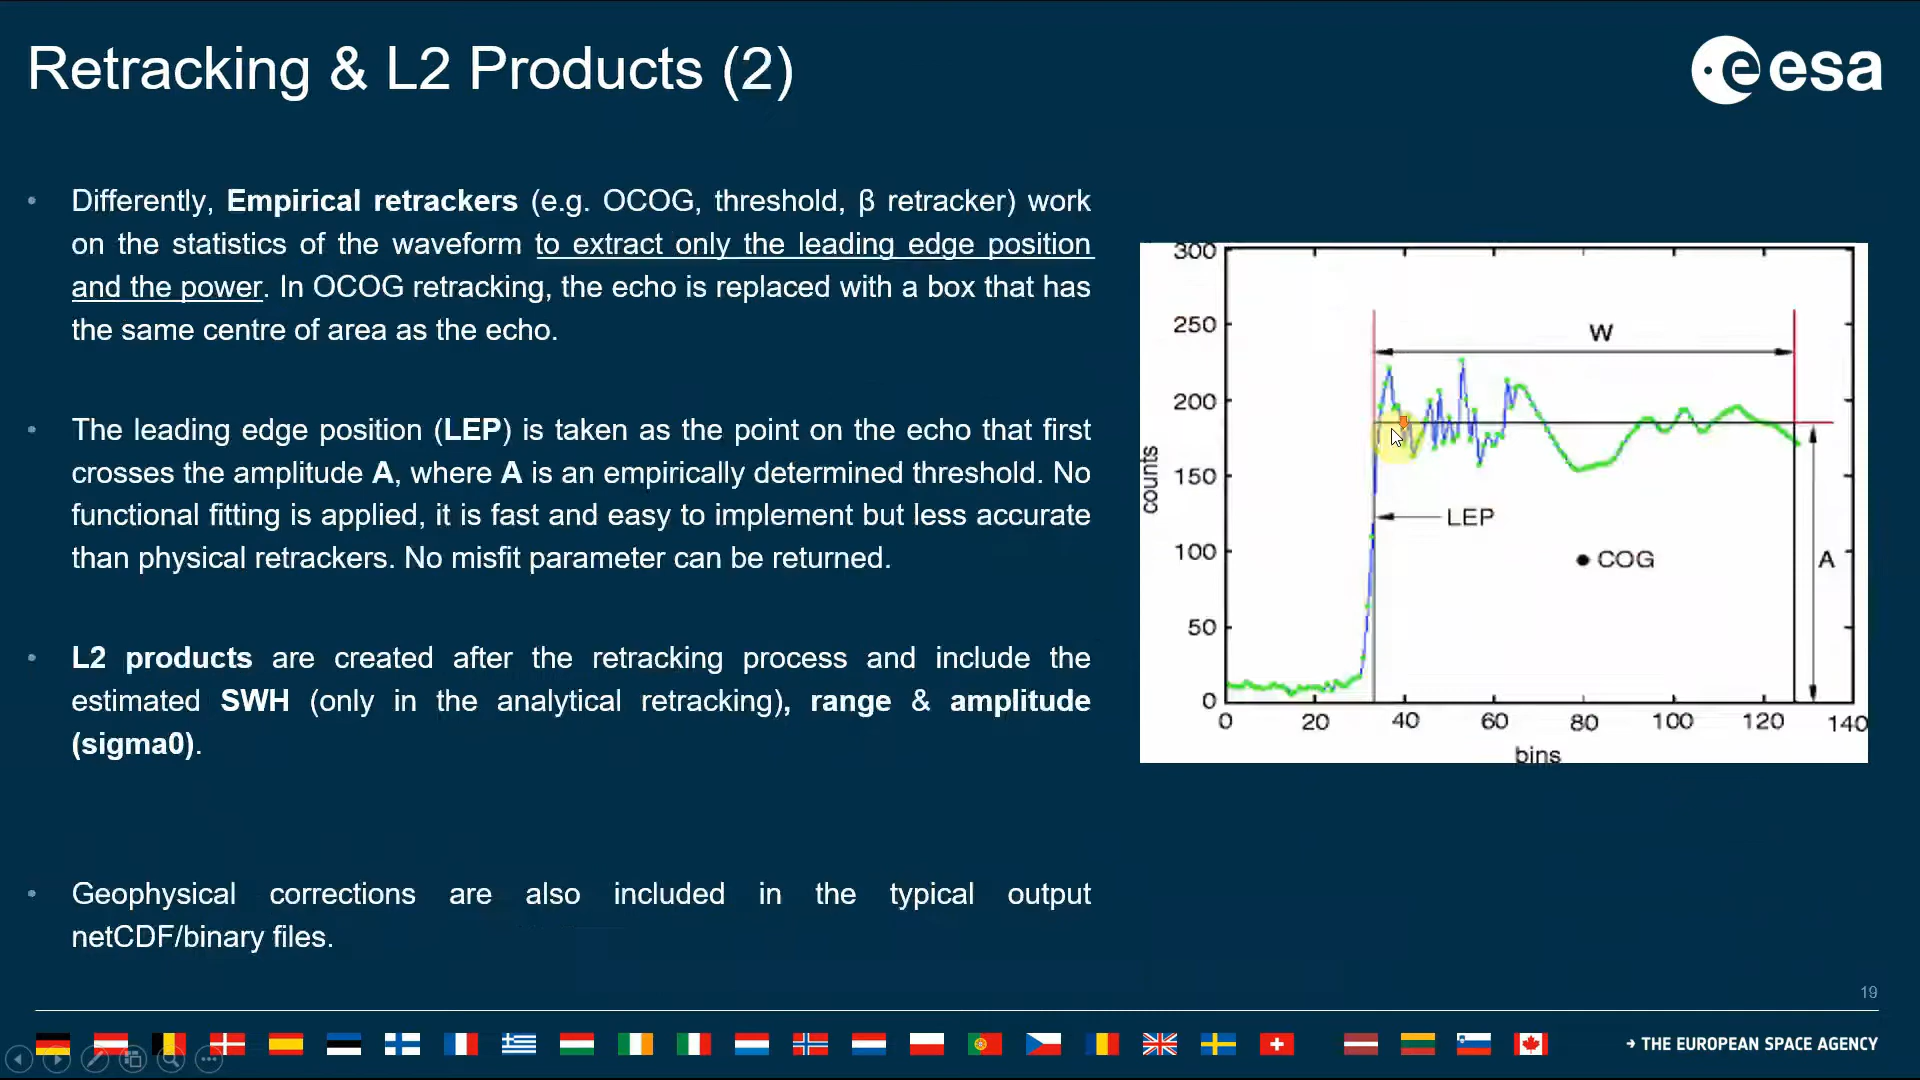 Retracking & L2 Products (2)
esa
• Differently, Empirical retrackers (e.g. OCOG, threshold, β retracker) work
on the statistics of the waveform to extract only the leading edge position
and the power. In OCOG retracking, the echo is replaced with a box that has
the same centre of area as the echo.
• The leading edge position (LEP) is taken as the point on the echo that first
crosses the amplitude A, where A is an empirically determined threshold. No
functional fitting is applied, it is fast and easy to implement but less accurate
than physical retrackers. No misfit parameter can be returned.
• L2 products are created after the retracking process and include the
estimated SWH (only in the analytical retracking), range & amplitude
(sigma0).
• Geophysical corrections are also included in the typical output
netCDF/binary files.
300
250
200
150
100
50
0
counts
W
LEP
COG
A
0 20 40 60 80 100 120 140
bins
19
→ THE EUROPEAN SPACE AGENCY